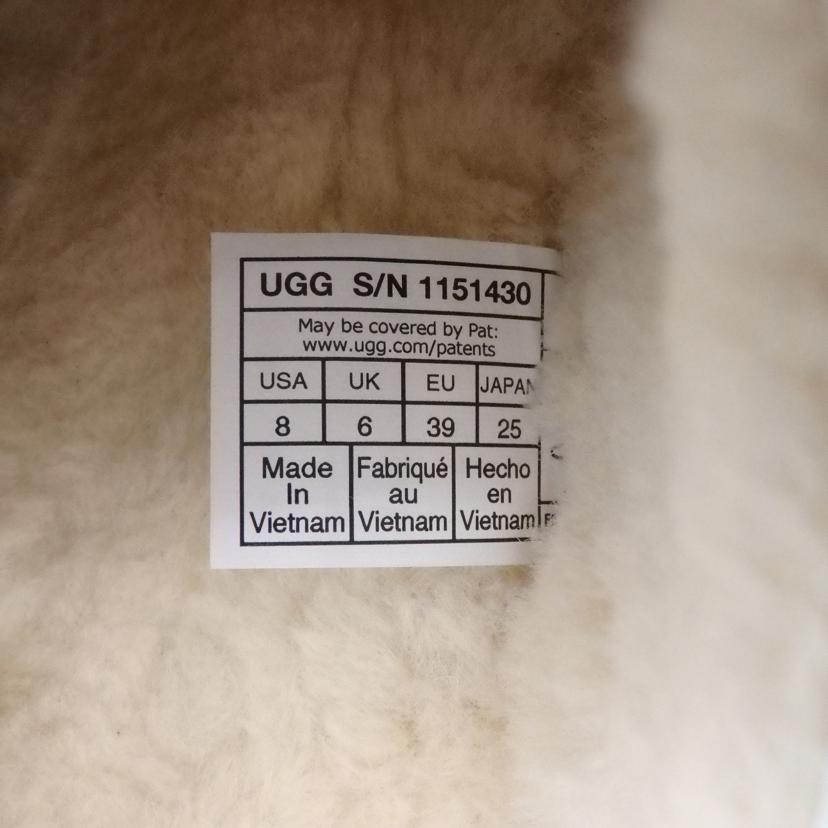 UGG S/N 1151430
May be covered by Pat:
www.ugg.com/patents
USA UK EU JAPAN
8 6 39 25
Made In Vietnam
Fabriqué au Vietnam
Hecho en Vietnam